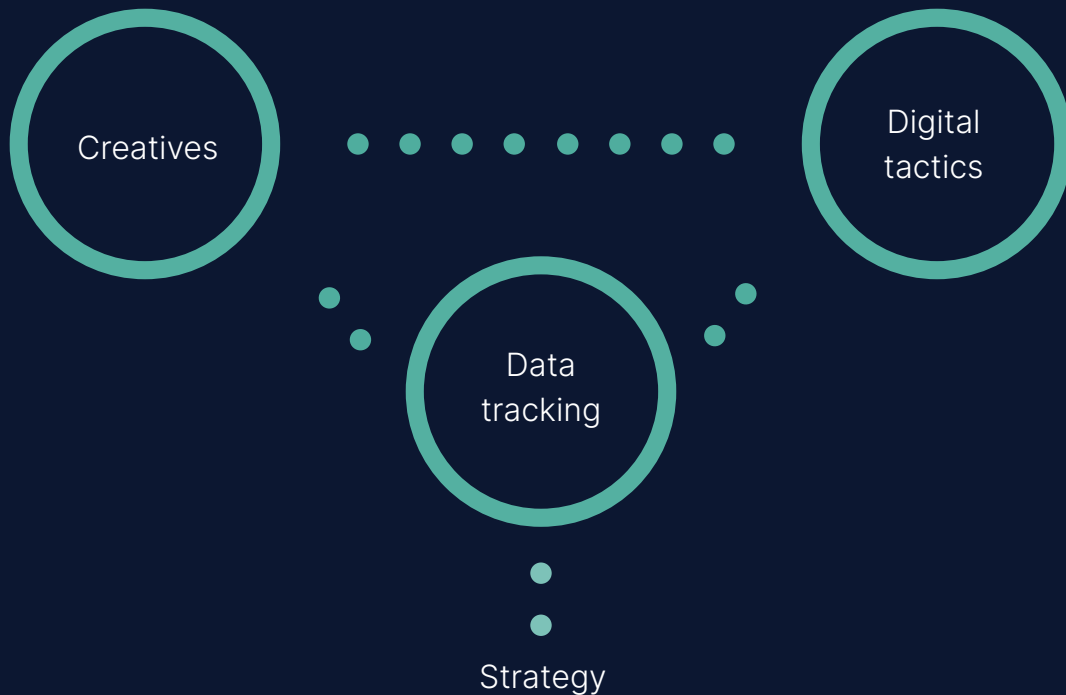 Creatives
Digital
tactics
Data
tracking
Strategy